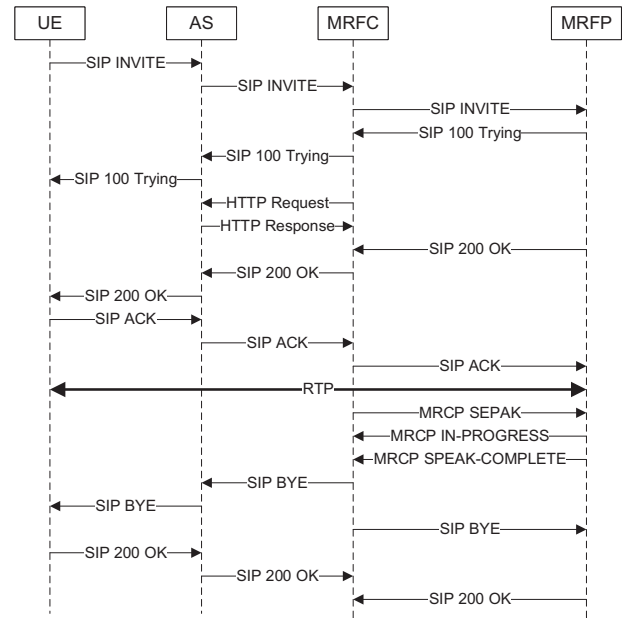 UE
AS
MRFC
MRFP
SIP INVITE
SIP INVITE
SIP INVITE
SIP 100 Trying
SIP 100 Trying
SIP 100 Trying
HTTP Request
HTTP Response
SIP 200 OK
SIP 200 OK
SIP 200 OK
SIP ACK
SIP ACK
SIP ACK
RTP
MRCP SEPAK
MRCP IN-PROGRESS
MRCP SPEAK-COMPLETE
SIP BYE
SIP BYE
SIP BYE
SIP 200 OK
SIP 200 OK
SIP 200 OK